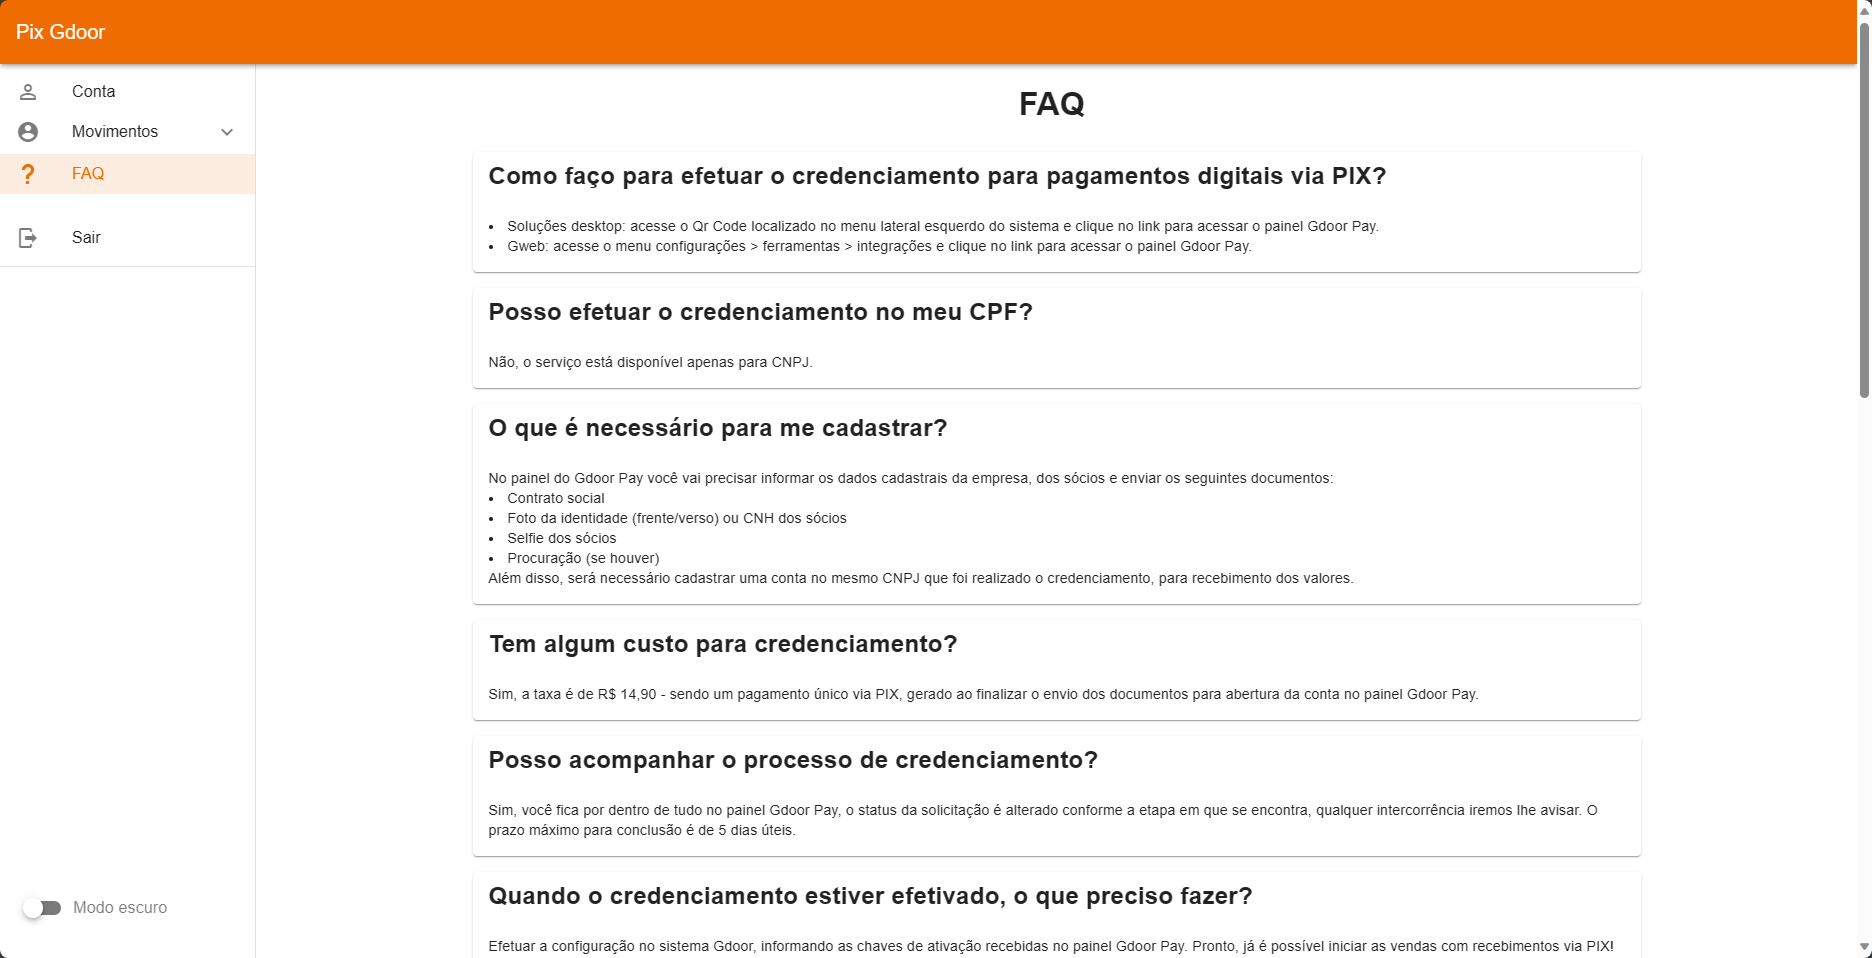 Pix Gdoor
Conta
Movimentos
FAQ
Sair
Modo escuro
FAQ
Como faço para efetuar o credenciamento para pagamentos digitais via PIX?
• Soluções desktop: acesse o Qr Code localizado no menu lateral esquerdo do sistema e clique no link para acessar o painel Gdoor Pay.
• Gweb: acesse o menu configurações > ferramentas > integrações e clique no link para acessar o painel Gdoor Pay.
Posso efetuar o credenciamento no meu CPF?
Não, o serviço está disponível apenas para CNPJ.
O que é necessário para me cadastrar?
No painel do Gdoor Pay você vai precisar informar os dados cadastrais da empresa, dos sócios e enviar os seguintes documentos:
• Contrato social
• Foto da identidade (frente/verso) ou CNH dos sócios
• Selfie dos sócios
• Procuração (se houver)
Além disso, será necessário cadastrar uma conta no mesmo CNPJ que foi realizado o credenciamento, para recebimento dos valores.
Tem algum custo para credenciamento?
Sim, a taxa é de R$ 14,90 - sendo um pagamento único via PIX, gerado ao finalizar o envio dos documentos para abertura da conta no painel Gdoor Pay.
Posso acompanhar o processo de credenciamento?
Sim, você fica por dentro de tudo no painel Gdoor Pay, o status da solicitação é alterado conforme a etapa em que se encontra, qualquer intercorrência iremos lhe avisar. O
prazo máximo para conclusão é de 5 dias úteis.
Quando o credenciamento estiver efetivado, o que preciso fazer?
Efetuar a configuração no sistema Gdoor, informando as chaves de ativação recebidas no painel Gdoor Pay. Pronto, já é possível iniciar as vendas com recebimentos via PIX!